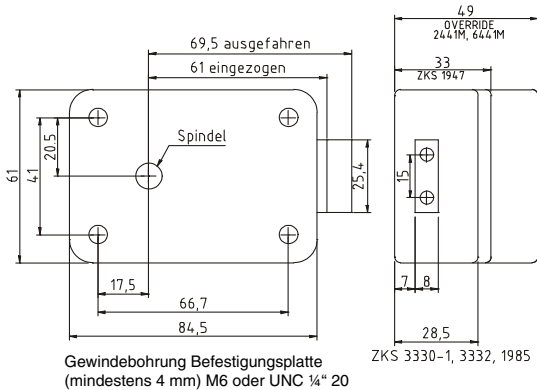 49
OVERRIDE
2441M, 6441M
69,5 ausgefahren
33
ZKS 1947
61 eingezogen
Spindel
20.5
41
61
25,4
15
17,5
7
8
66,7
84,5
28,5
ZKS 3330-1, 3332, 1985
Gewindebohrung Befestigungsplatte
(mindestens 4 mm) M6 oder UNC ¼“ 20